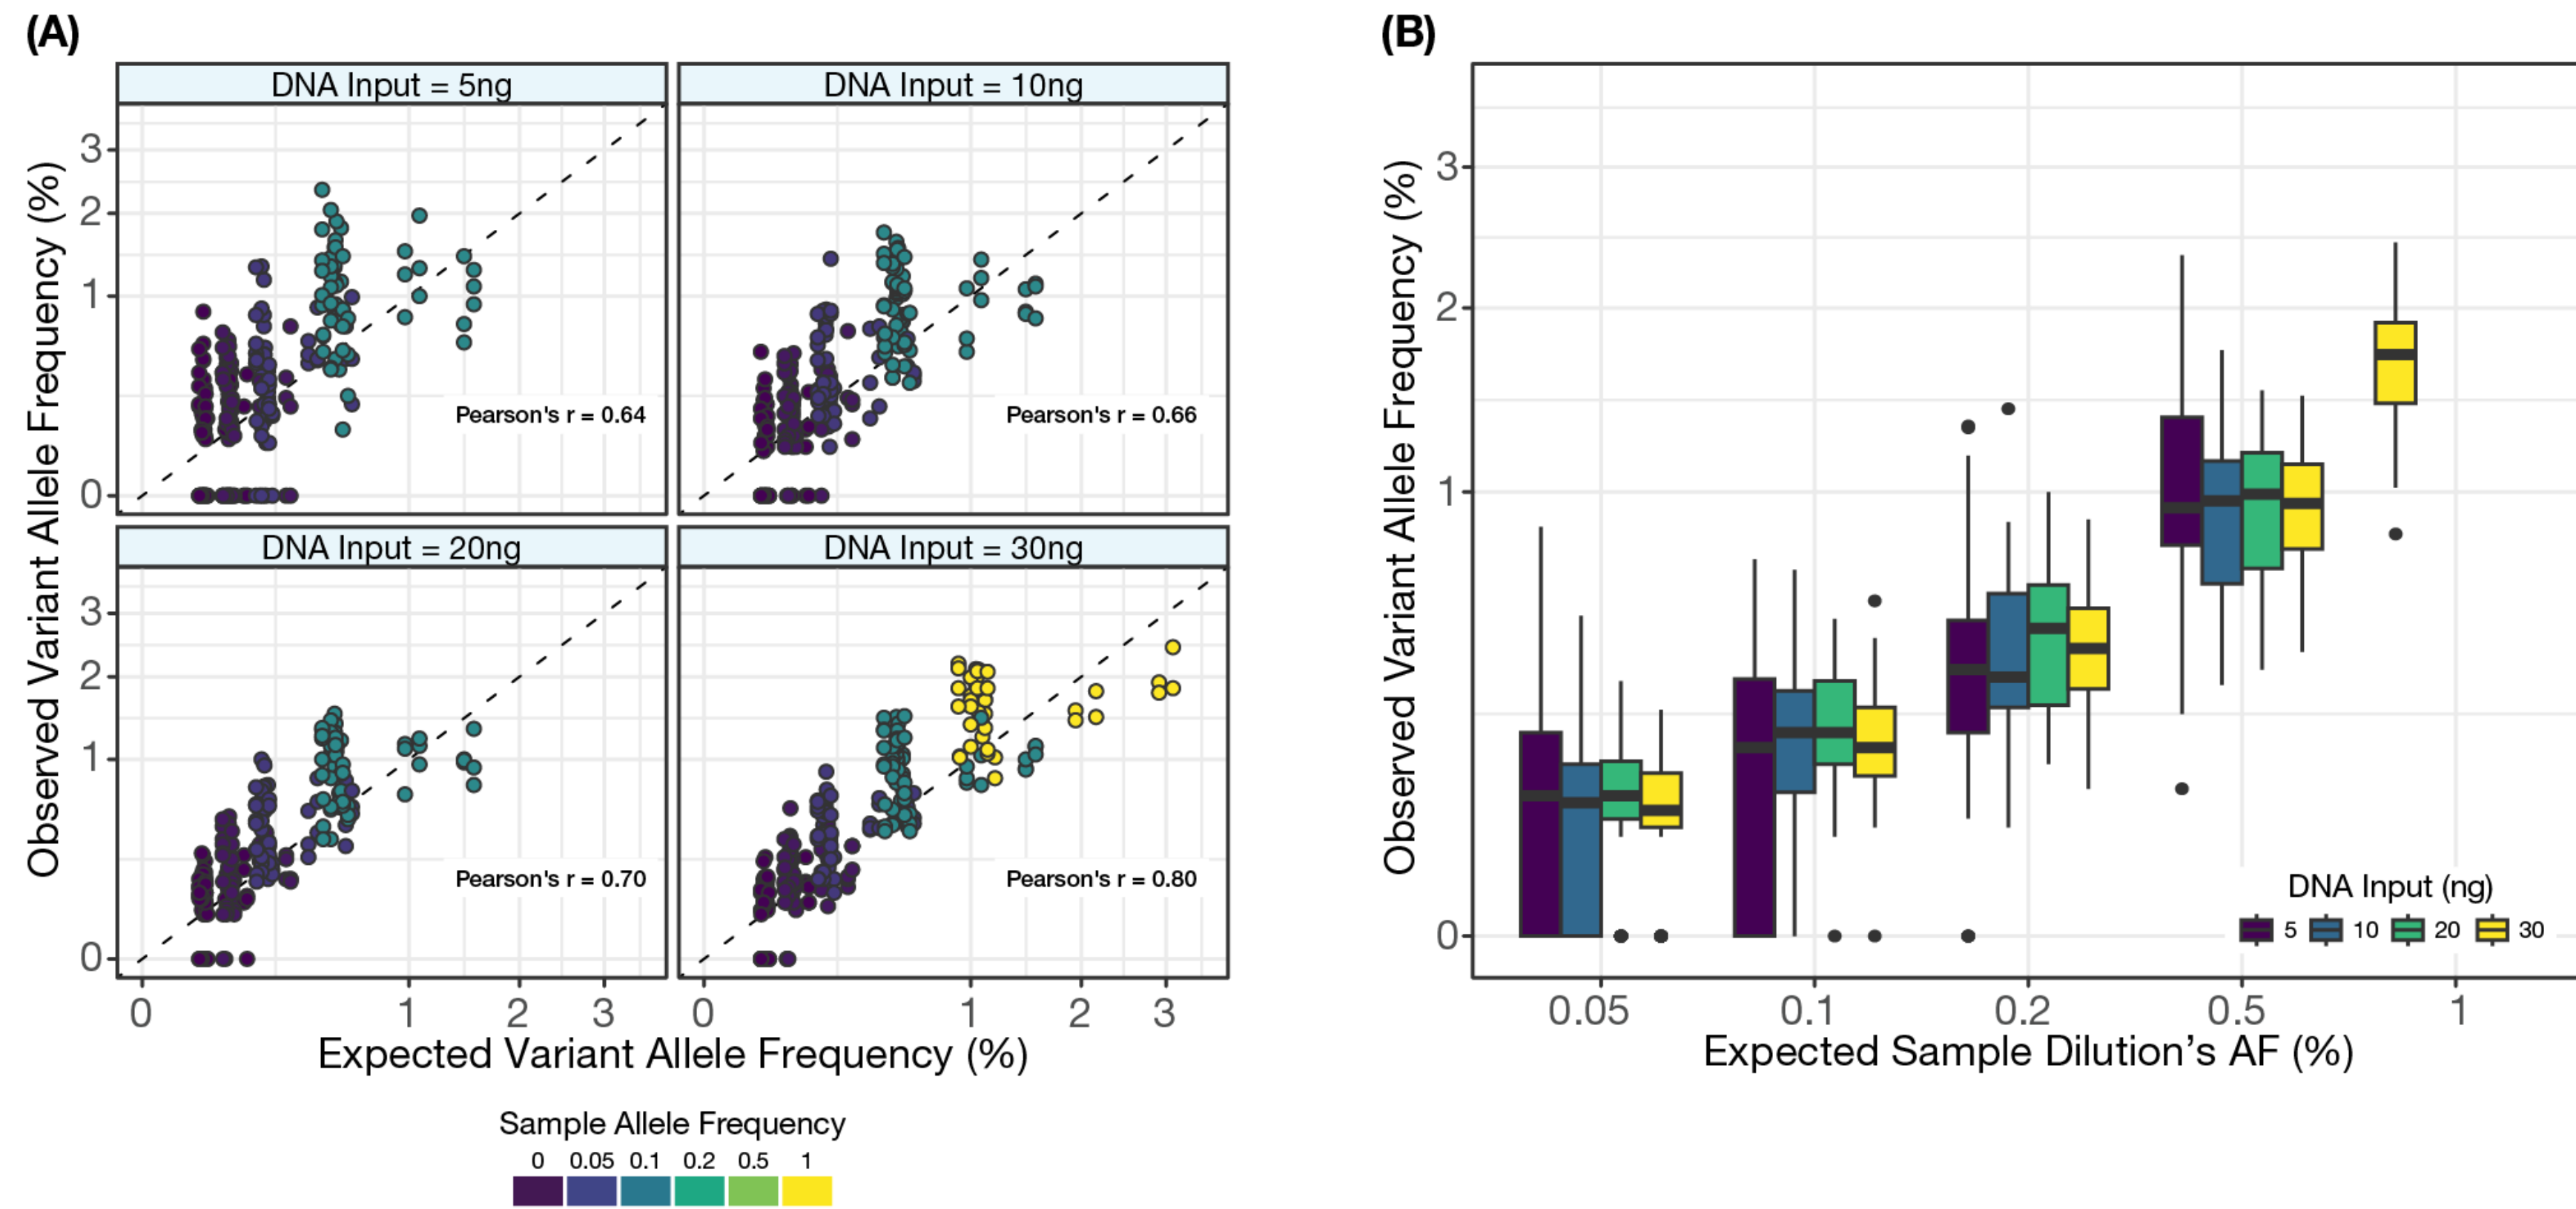 (A)
(B)
DNA Input = 5ng
DNA Input = 10ng
Observed Variant Allele Frequency (%)
3
2
1
0
Pearson's r = 0.64
Pearson's r = 0.66
DNA Input = 20ng
DNA Input = 30ng
3
2
1
0
Pearson's r = 0.70
Pearson's r = 0.80
0
1
2
3
0
1
2
3
Expected Variant Allele Frequency (%)
Sample Allele Frequency
0 0.05 0.1 0.2 0.5 1
Observed Variant Allele Frequency (%)
3
2
1
0
DNA Input (ng)
5 10 20 30
0.05 0.1 0.2 0.5 1
Expected Sample Dilution’s AF (%)